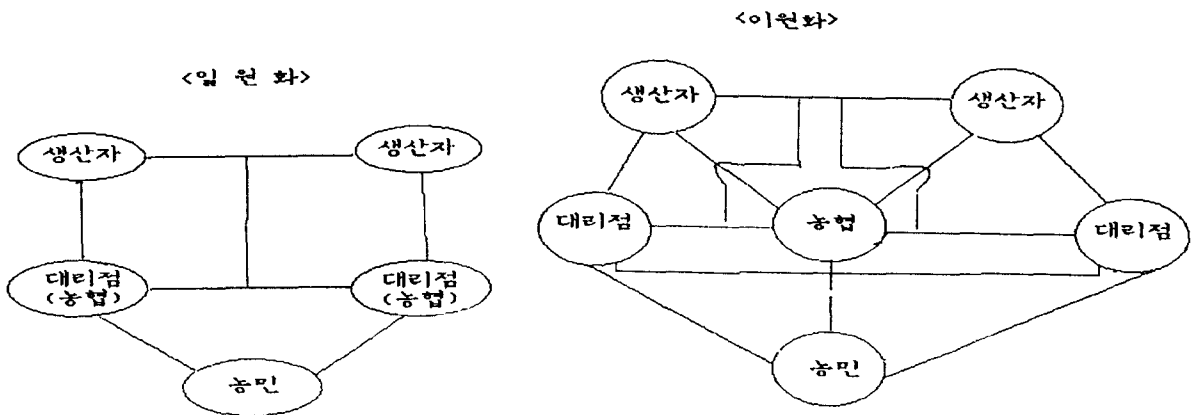 <일 원 화>
생산자
생산자
대리점
(농협)
대리점
(농협)
농민
<이원화>
생산자
생산자
대리점
농협
대리점
농민